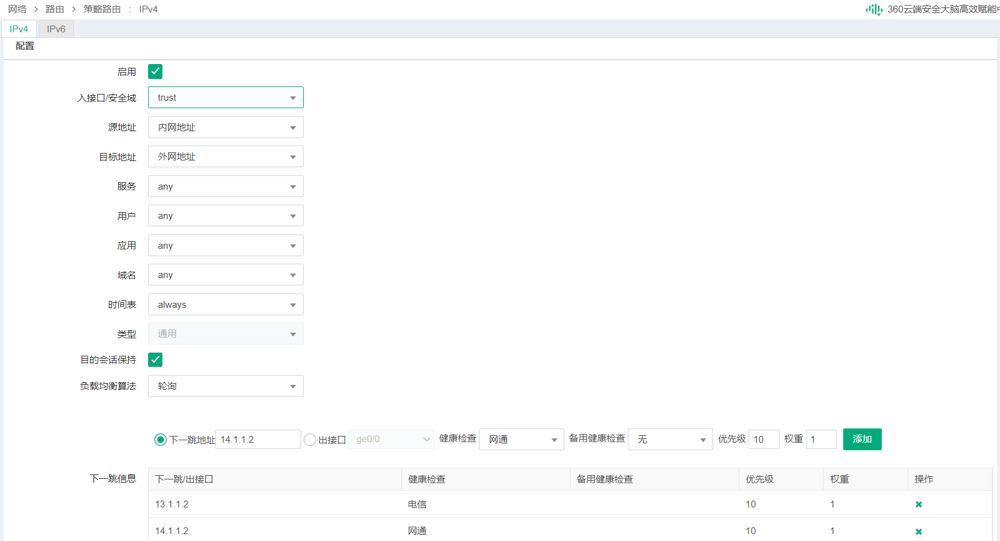 网络 > 路由 > 策略路由 : IPv4
360云端安全大脑高效赋能
IPv4 IPv6
配置
启用
入接口/安全域 trust
源地址 内网地址
目标地址 外网地址
服务 any
用户 any
应用 any
域名 any
时间表 always
类型 通用
目的会话保持
负载均衡算法 轮询
下一跳地址 14.1.1.2 出接口 ge0/0 健康检查 网通 备用健康检查 无 优先级 10 权重 1 添加
下一跳信息 下一跳/出接口 健康检查 备用健康检查 优先级 权重 操作
13.1.1.2 电信 10 1
14.1.1.2 网通 10 1